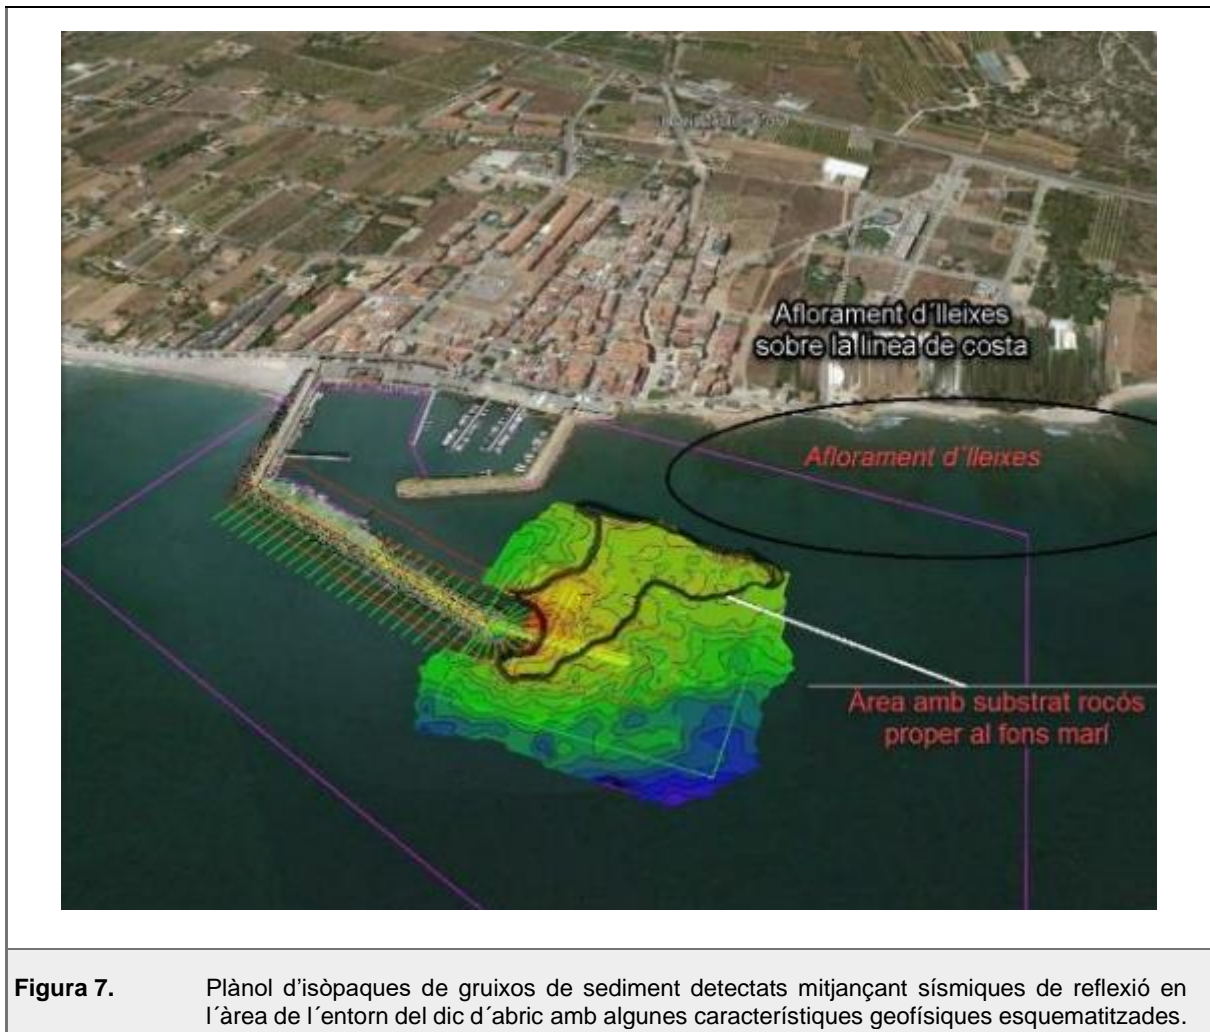 Aflorament d´lleixes
sobre la linea de costa
Aflorament d´lleixes
Àrea amb substrat rocós
proper al fons marí
Figura 7. Plànol d’isòpaques de gruixos de sediment detectats mitjançant sísmiques de reflexió en
l´àrea de l´entorn del dic d´abric amb algunes característiques geofísiques esquematitzades.